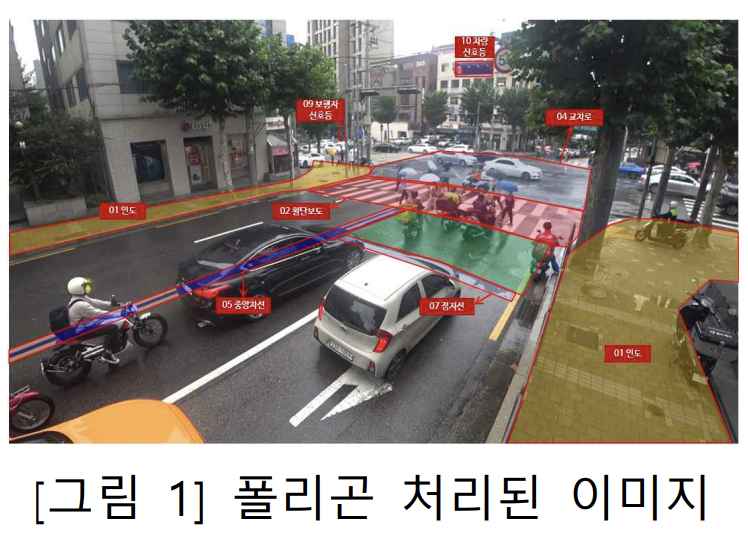 10 차량
신호등
09 보행자
신호등
04 교차로
01 인도
02 횡단보도
05 중앙차선
07 정지선
01 인도
[그림 1] 폴리곤 처리된 이미지